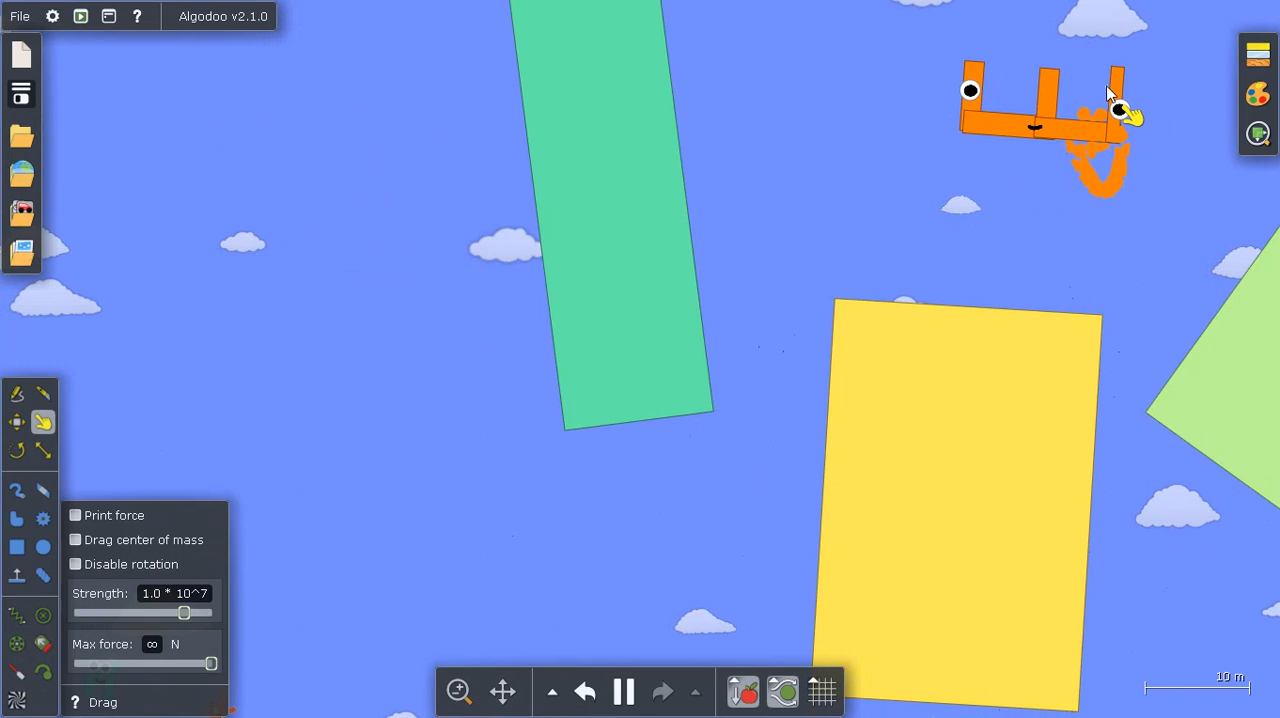 File ? Algodoo v2.1.0
Print force
Drag center of mass
Disable rotation
Strength: 1.0 * 10^7
Max force: ∞ N
? Drag
10 m